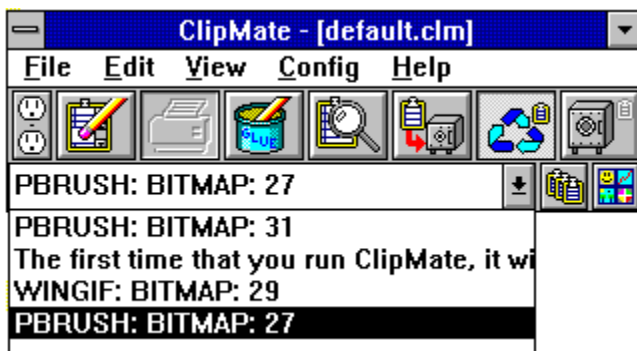 ClipMate - [default.clm]
File Edit View Config Help
GLUE
PBRUSH: BITMAP: 27
PBRUSH: BITMAP: 31
The first time that you run ClipMate, it wi
WINGIF: BITMAP: 29
PBRUSH: BITMAP: 27